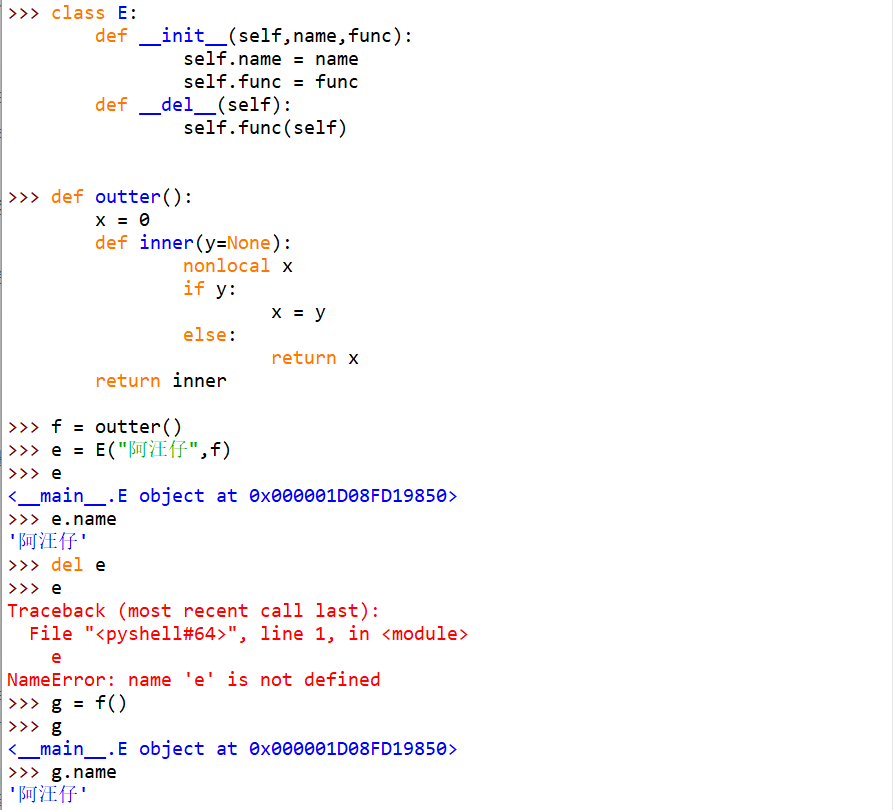 >>> class E:
        def __init__(self,name,func):
                self.name = name
                self.func = func
        def __del__(self):
                self.func(self)
>>> def outter():
        x = 0
        def inner(y=None):
                nonlocal x
                if y:
                        x = y
                else:
                        return x
        return inner
>>> f = outter()
>>> e = E("阿汪仔",f)
>>> e
<__main__.E object at 0x000001D08FD19850>
>>> e.name
'阿汪仔'
>>> del e
>>> e
Traceback (most recent call last):
  File "<pyshell#64>", line 1, in <module>
    e
NameError: name 'e' is not defined
>>> g = f()
>>> g
<__main__.E object at 0x000001D08FD19850>
>>> g.name
'阿汪仔'